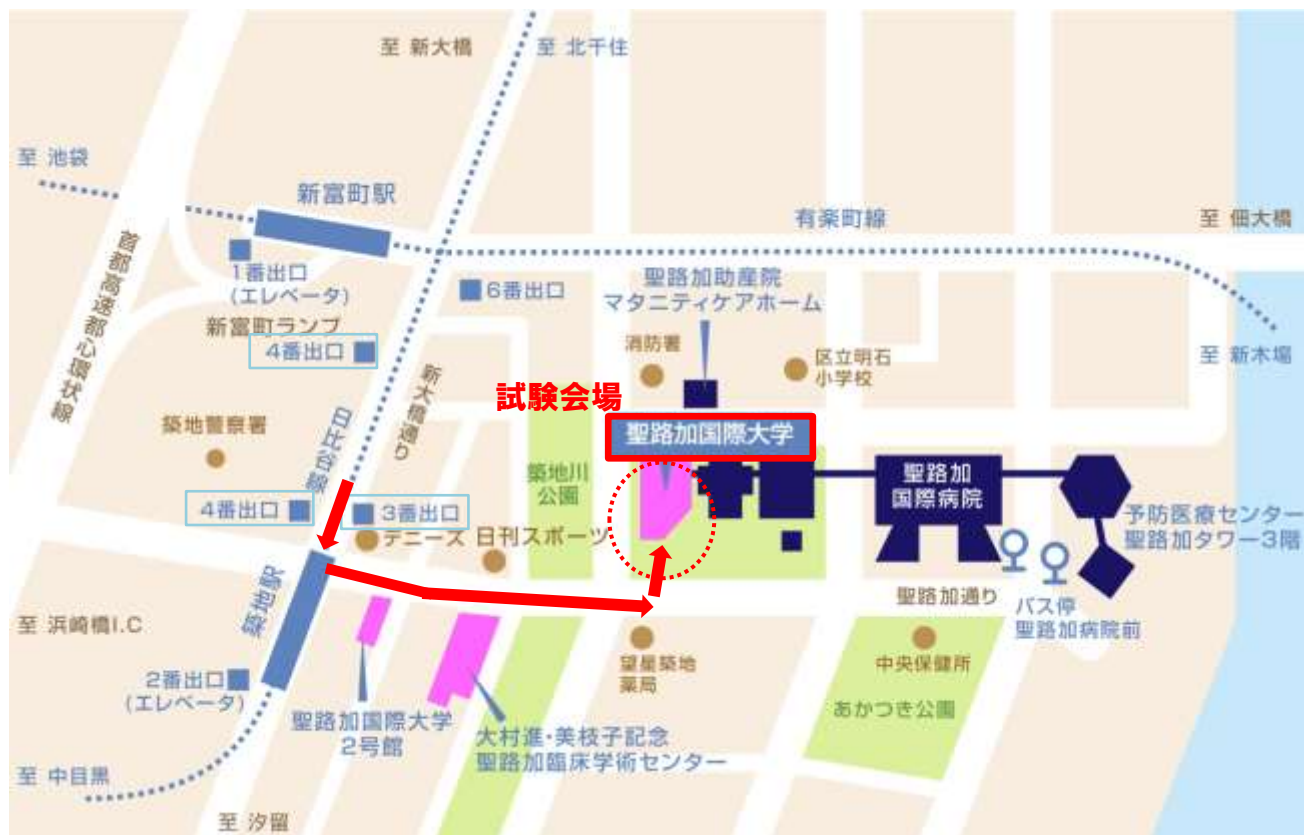 至 新大橋
至 北千住
至 池袋
新富町駅
有楽町線
至 佃大橋
首都高速都心環状線
1番出口
(エレベータ)
6番出口
聖路加助産院
マタニティケアホーム
新富町ランプ
4番出口
消防署
区立明石
小学校
至 新木場
新大橋通り
日比谷線
試験会場
聖路加国際大学
築地警察署
築地川
公園
聖路加
国際病院
4番出口
3番出口
デニーズ
日刊スポーツ
予防医療センター
聖路加タワー3階
聖路加通り
バス停
聖路加病院前
至 浜崎橋I.C
築地駅
望星築地
薬局
中央保健所
2番出口
(エレベータ)
あかつき公園
聖路加国際大学
2号館
大村進・美枝子記念
聖路加臨床学術センター
至 中目黒
至 汐留